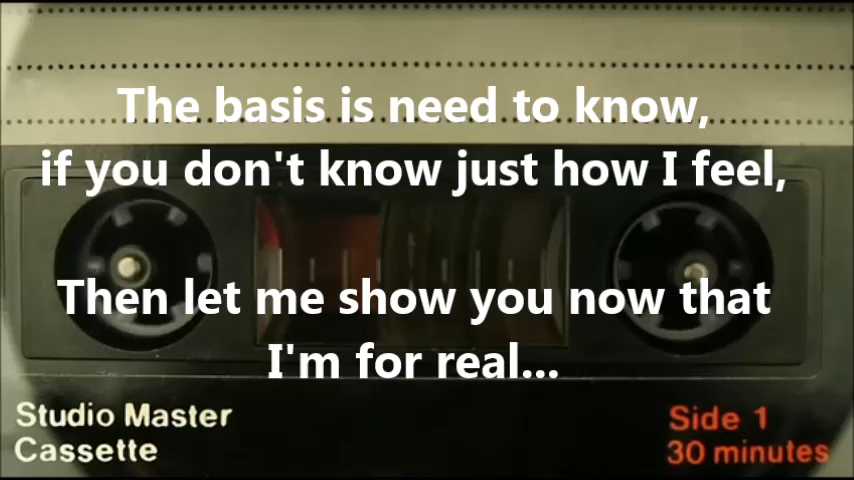 The basis is need to know,
if you don't know just how I feel,
Then let me show you now that
I'm for real...
Studio Master
Cassette
Side 1
30 minutes